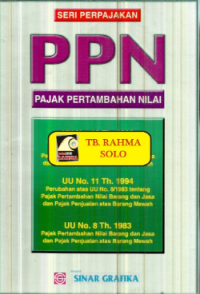 SERI PERPAJAKAN
PPN
PAJAK PERTAMBAHAN NILAI
TB. RAHMA
SOLO
UU No. 11 Th. 1994
Perubahan atas UU No. 8/1983 tentang
Pajak Pertambahan Nilai Barang dan Jasa
dan Pajak Penjualan atas Barang Mewah
UU No. 8 Th. 1983
Pajak Pertambahan Nilai Barang dan Jasa
dan Pajak Penjualan atas Barang Mewah
SINAR GRAFIKA